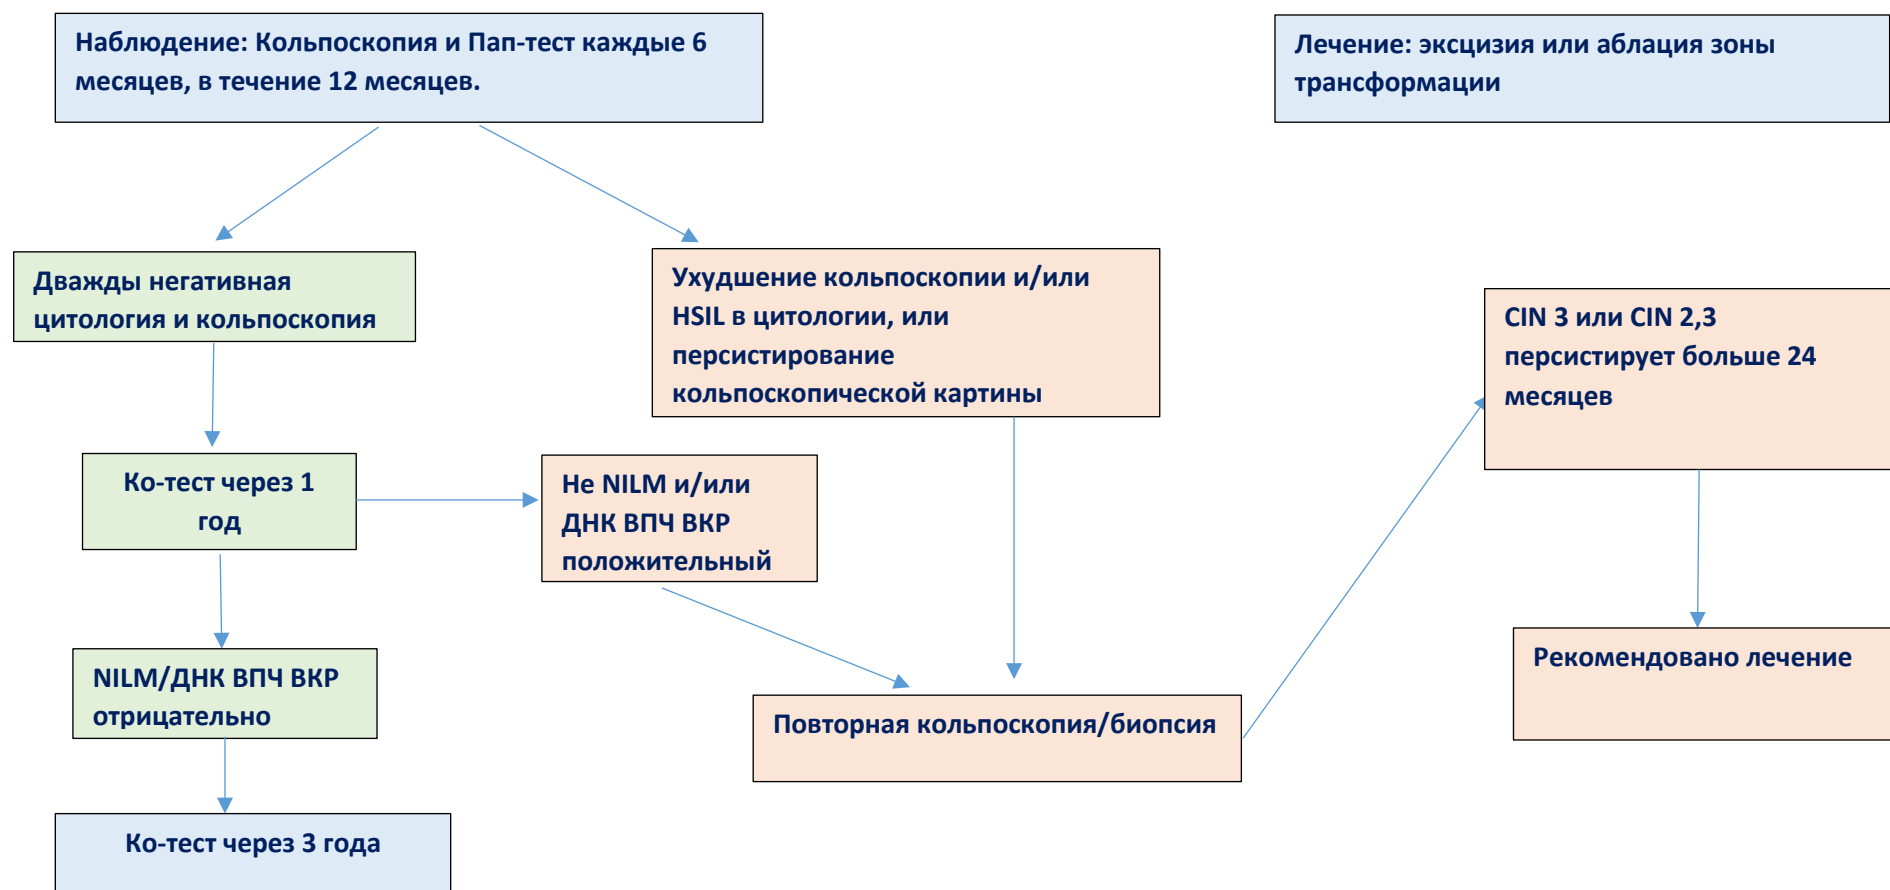 Наблюдение: Кольпоскопия и Пап-тест каждые 6
месяцев, в течение 12 месяцев.
Лечение: эксцизия или аблация зоны
трансформации
Дважды негативная
цитология и кольпоскопия
Ухудшение кольпоскопии и/или
HSIL в цитологии, или
персистирование
кольпоскопической картины
CIN 3 или CIN 2,3
персистирует больше 24
месяцев
Ко-тест через 1
год
Не NILM и/или
ДНК ВПЧ ВКР
положительный
NILM/ДНК ВПЧ ВКР
отрицательно
Повторная кольпоскопия/биопсия
Рекомендовано лечение
Ко-тест через 3 года